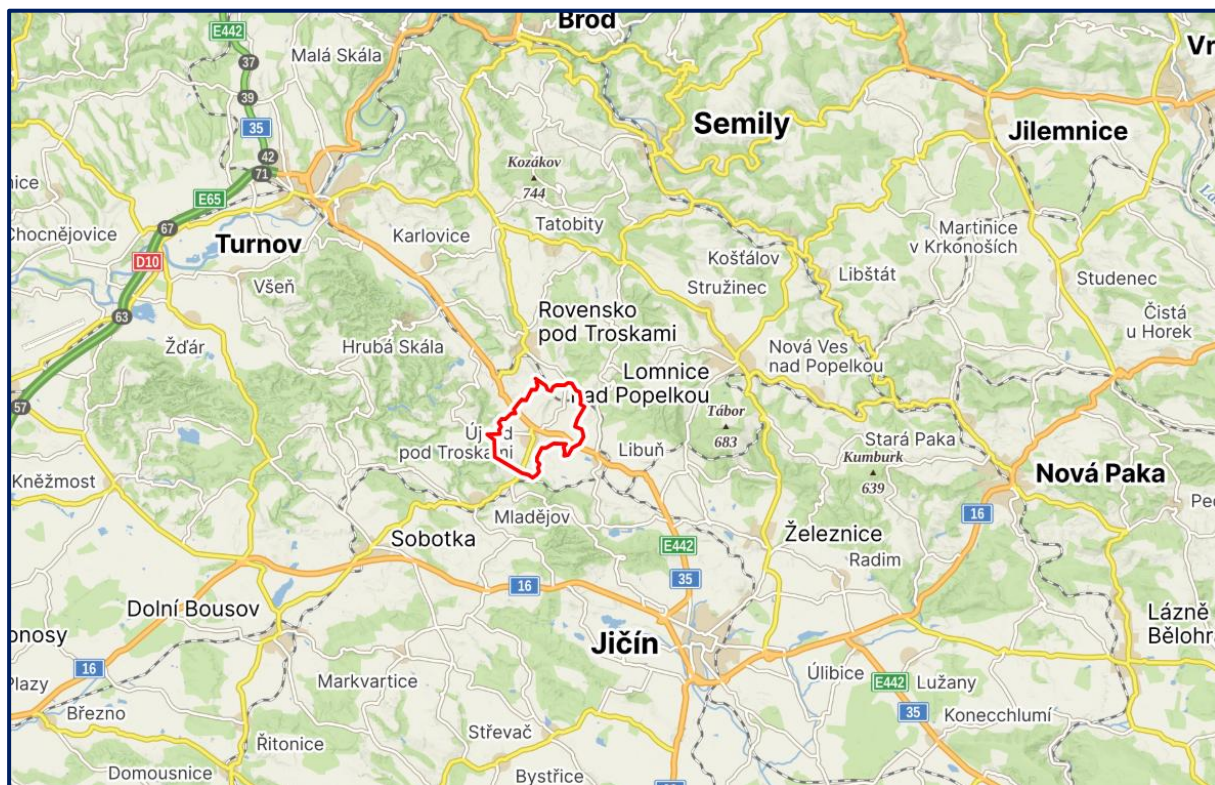 Brod
E442
Vr
Malá Skála
37
39
35
Semily
Jilemnice
Kozákov
744
42
71
E65
nice
Chocnějovice
67
Turnov
Karlovice
Tatobity
Martinice
v Krkonoších
Košťálov
Libštát
D10
Všeň
Stružinec
Studenec
63
Rovensko
pod Troskami
Čistá
u Horek
Žďár
Hrubá Skála
Nová Ves
nad Popelkou
Lomnice
nad Popelkou
57
Tábor
683
Újezd
pod Troskami
Libuň
Stará Paka
Kumburk
639
Nová Paka
Kněžmost
Mladějov
16
Železnice
Sobotka
E442
Radim
16
35
Dolní Bousov
Lázně
Bělohra
onosy
Jičín
16
Plazy
Markvartice
Úlibice
Lužany
E442
35
Březno
Konecchlumí
Řitonice
Střevač
Domousnice
Bystřice